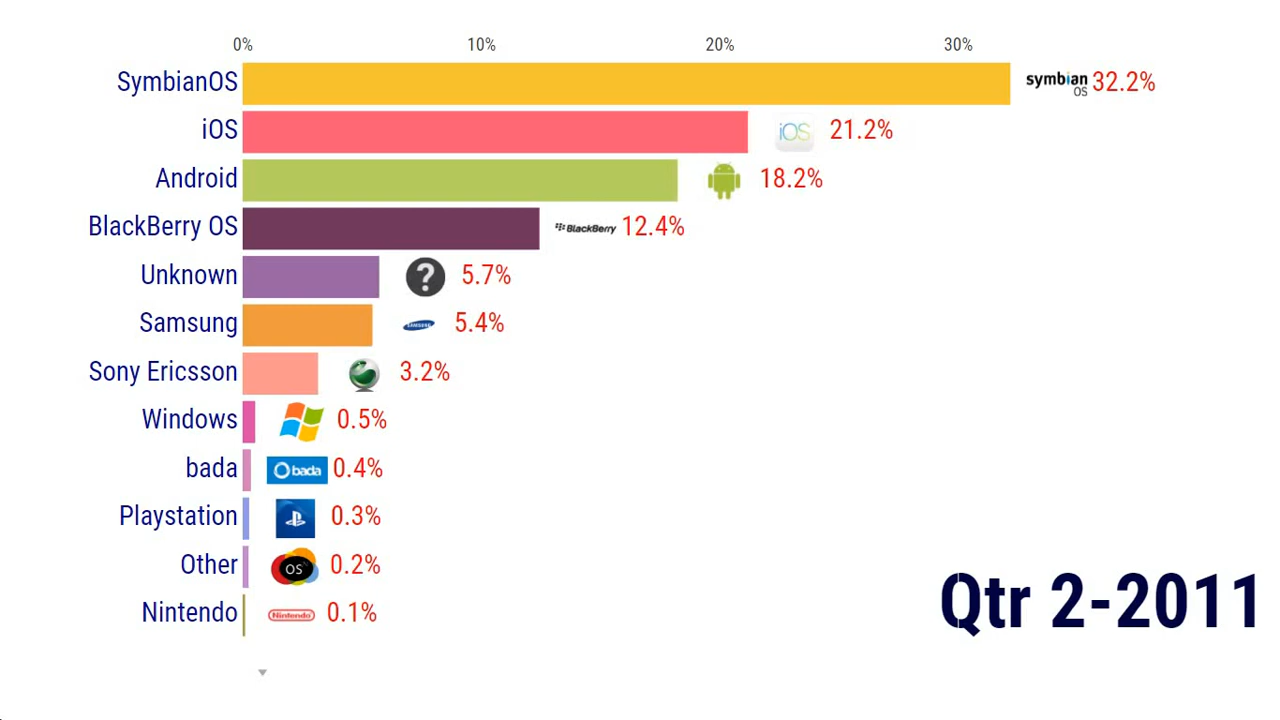 0% 10% 20% 30%
SymbianOS symbian OS 32.2%
iOS iOS 21.2%
Android 18.2%
BlackBerry OS BlackBerry 12.4%
Unknown ? 5.7%
Samsung SAMSUNG 5.4%
Sony Ericsson 3.2%
Windows 0.5%
bada bada 0.4%
Playstation 0.3%
Other OS 0.2%
Nintendo Nintendo 0.1%
Qtr 2-2011